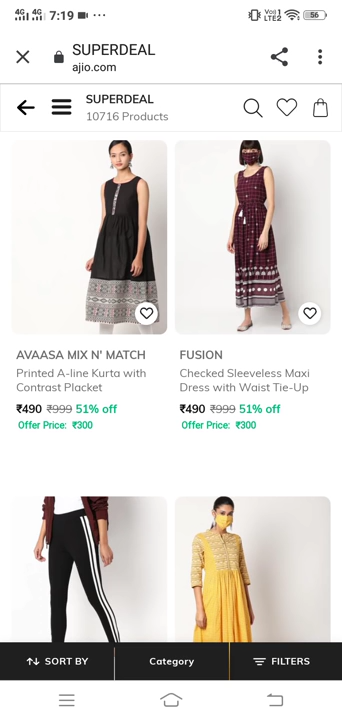 4G 4G 7:19 ... Vo) 1 LTE2 56
SUPERDEAL
ajio.com
SUPERDEAL
10716 Products
AVAASA MIX N' MATCH
Printed A-line Kurta with
Contrast Placket
₹490 ₹999 51% off
Offer Price: ₹300
FUSION
Checked Sleeveless Maxi
Dress with Waist Tie-Up
₹490 ₹999 51% off
Offer Price: ₹300
SORT BY
Category
FILTERS